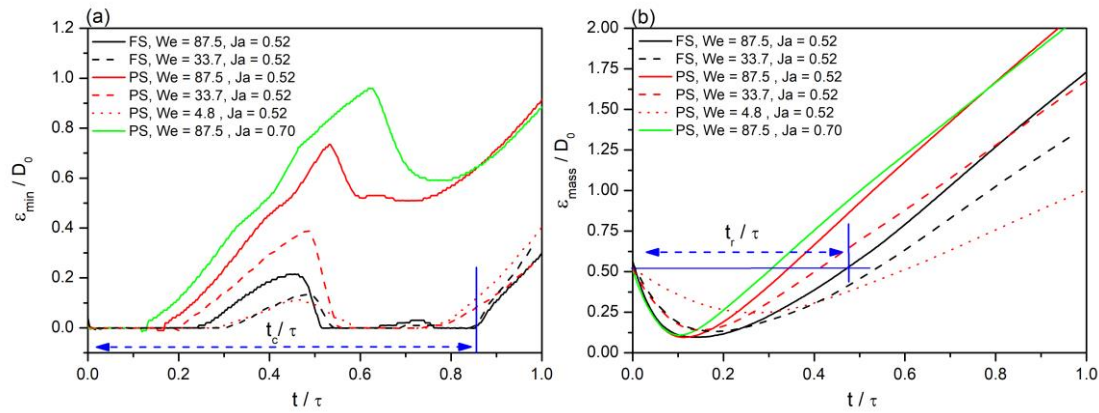 (a)
1.2
1.0
0.8
0.6
0.4
0.2
0.0
ε_min / D_0
FS, We = 87.5, Ja = 0.52
FS, We = 33.7, Ja = 0.52
PS, We = 87.5 , Ja = 0.52
PS, We = 33.7, Ja = 0.52
PS, We = 4.8 , Ja = 0.52
PS, We = 87.5 , Ja = 0.70
t_c / τ
0.0 0.2 0.4 0.6 0.8 1.0
t / τ
(b)
2.00
1.75
1.50
1.25
1.00
0.75
0.50
0.25
0.00
ε_mass / D_0
FS, We = 87.5, Ja = 0.52
FS, We = 33.7, Ja = 0.52
PS, We = 87.5, Ja = 0.52
PS, We = 33.7, Ja = 0.52
PS, We = 4.8 , Ja = 0.52
PS, We = 87.5 , Ja = 0.70
t_r / τ
0.0 0.2 0.4 0.6 0.8 1.0
t / τ